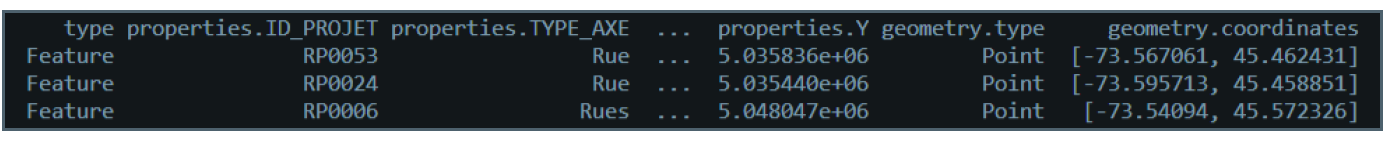 type properties.ID_PROJET properties.TYPE_AXE ... properties.Y geometry.type geometry.coordinates
Feature RP0053 Rue ... 5.035836e+06 Point [-73.567061, 45.462431]
Feature RP0024 Rue ... 5.035440e+06 Point [-73.595713, 45.458851]
Feature RP0006 Rues ... 5.048047e+06 Point [-73.54094, 45.572326]